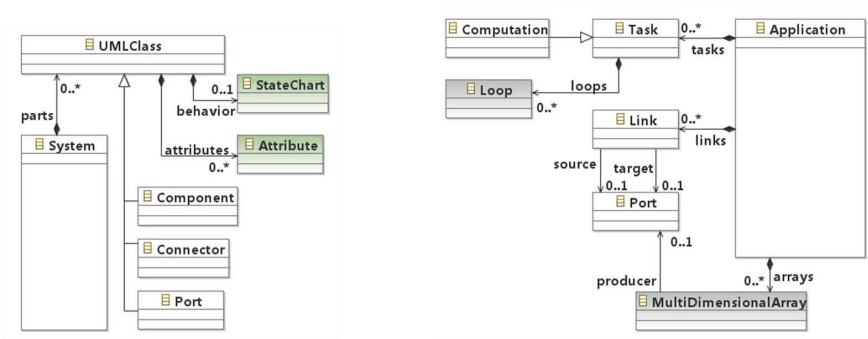 UMLClass
0..*
0..1
StateChart
behavior
parts
System
attributes
0..*
Attribute
Component
Connector
Port
Computation
Task
0..*
tasks
Application
Loop
loops
0..*
Link
0..*
links
source
target
0..1
0..1
Port
0..1
producer
0..*
arrays
MultiDimensionalArray